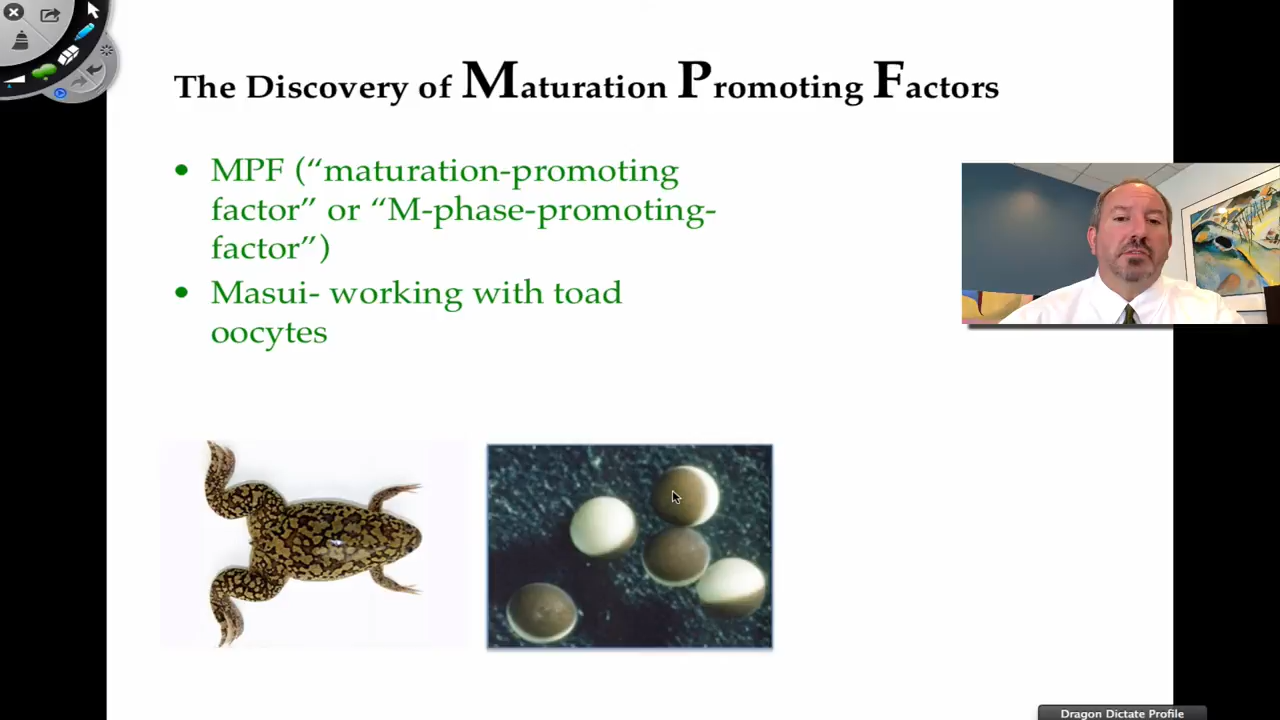 The Discovery of Maturation Promoting Factors
• MPF (“maturation-promoting
factor” or “M-phase-promoting-
factor”)
• Masui- working with toad
oocytes
Dragon Dictate Profile